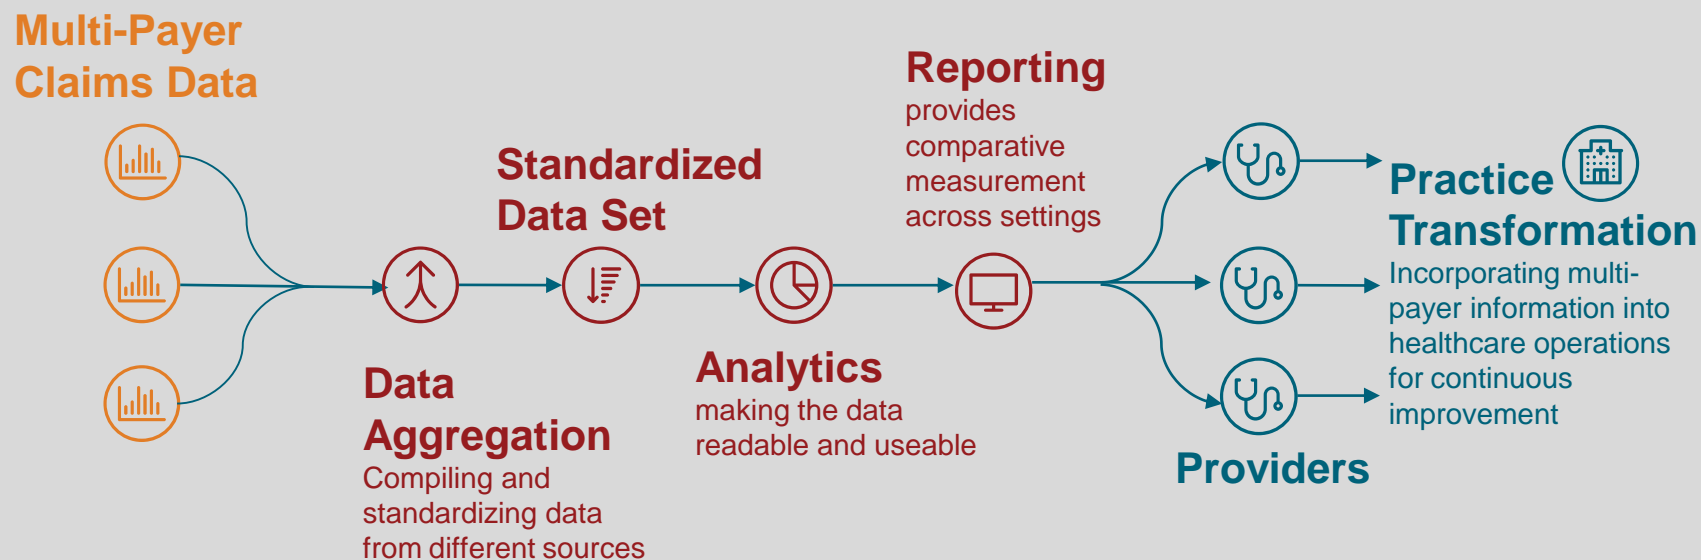 Multi-Payer
Claims Data
Standardized
Data Set
Data
Aggregation
Compiling and
standardizing data
from different sources
Analytics
making the data
readable and useable
Reporting
provides
comparative
measurement
across settings
Providers
Practice
Transformation
Incorporating multi-
payer information into
healthcare operations
for continuous
improvement